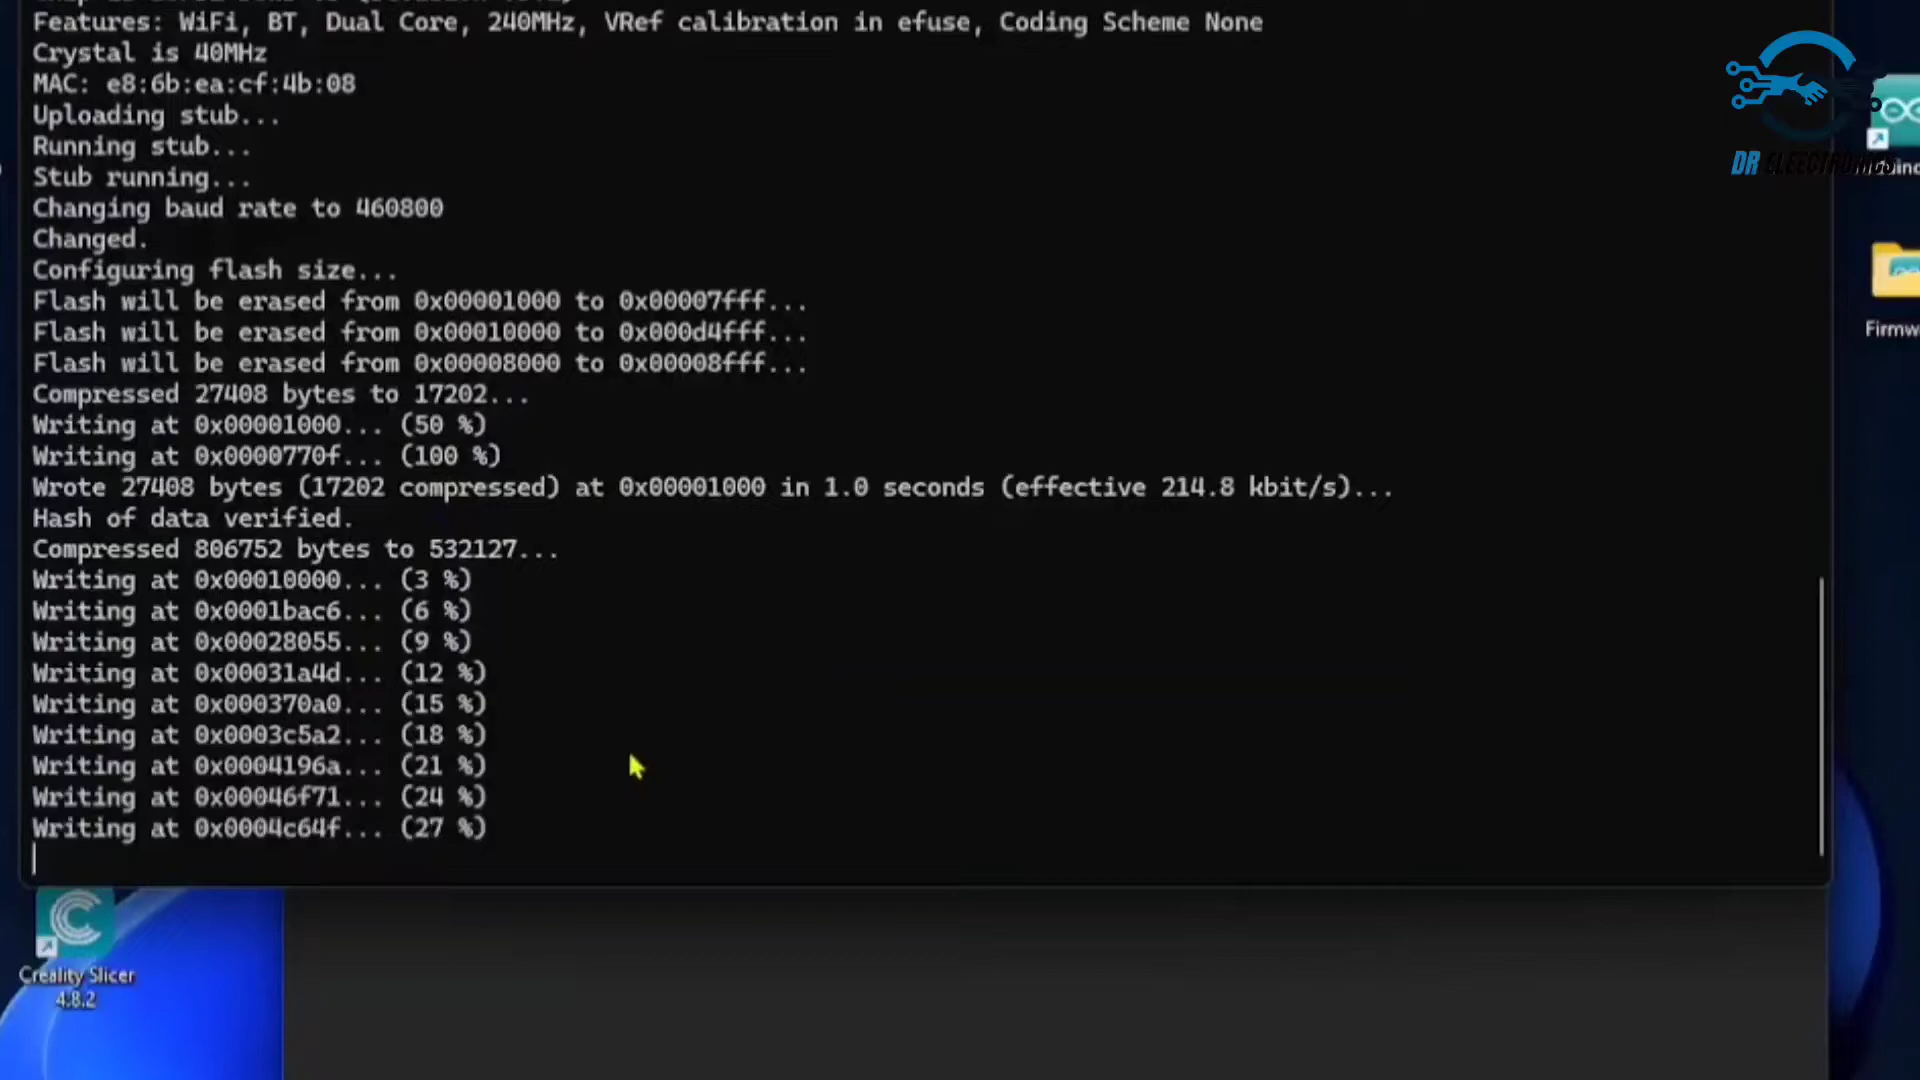 Features: WiFi, BT, Dual Core, 240MHz, VRef calibration in efuse, Coding Scheme None
Crystal is 40MHz
MAC: e8:6b:ea:cf:4b:08
Uploading stub...
Running stub...
Stub running...
Changing baud rate to 460800
Changed.
Configuring flash size...
Flash will be erased from 0x00001000 to 0x00007fff...
Flash will be erased from 0x00010000 to 0x000d4fff...
Flash will be erased from 0x00008000 to 0x00008fff...
Compressed 27408 bytes to 17202...
Writing at 0x00001000... (50 %)
Writing at 0x0000770f... (100 %)
Wrote 27408 bytes (17202 compressed) at 0x00001000 in 1.0 seconds (effective 214.8 kbit/s)...
Hash of data verified.
Compressed 806752 bytes to 532127...
Writing at 0x00010000... (3 %)
Writing at 0x0001bac6... (6 %)
Writing at 0x00028055... (9 %)
Writing at 0x00031a4d... (12 %)
Writing at 0x000370a0... (15 %)
Writing at 0x0003c5a2... (18 %)
Writing at 0x0004196a... (21 %)
Writing at 0x00046f71... (24 %)
Writing at 0x0004c64f... (27 %)
DR ELEECTRONICS
Firmw
Creality Slicer
4.8.2